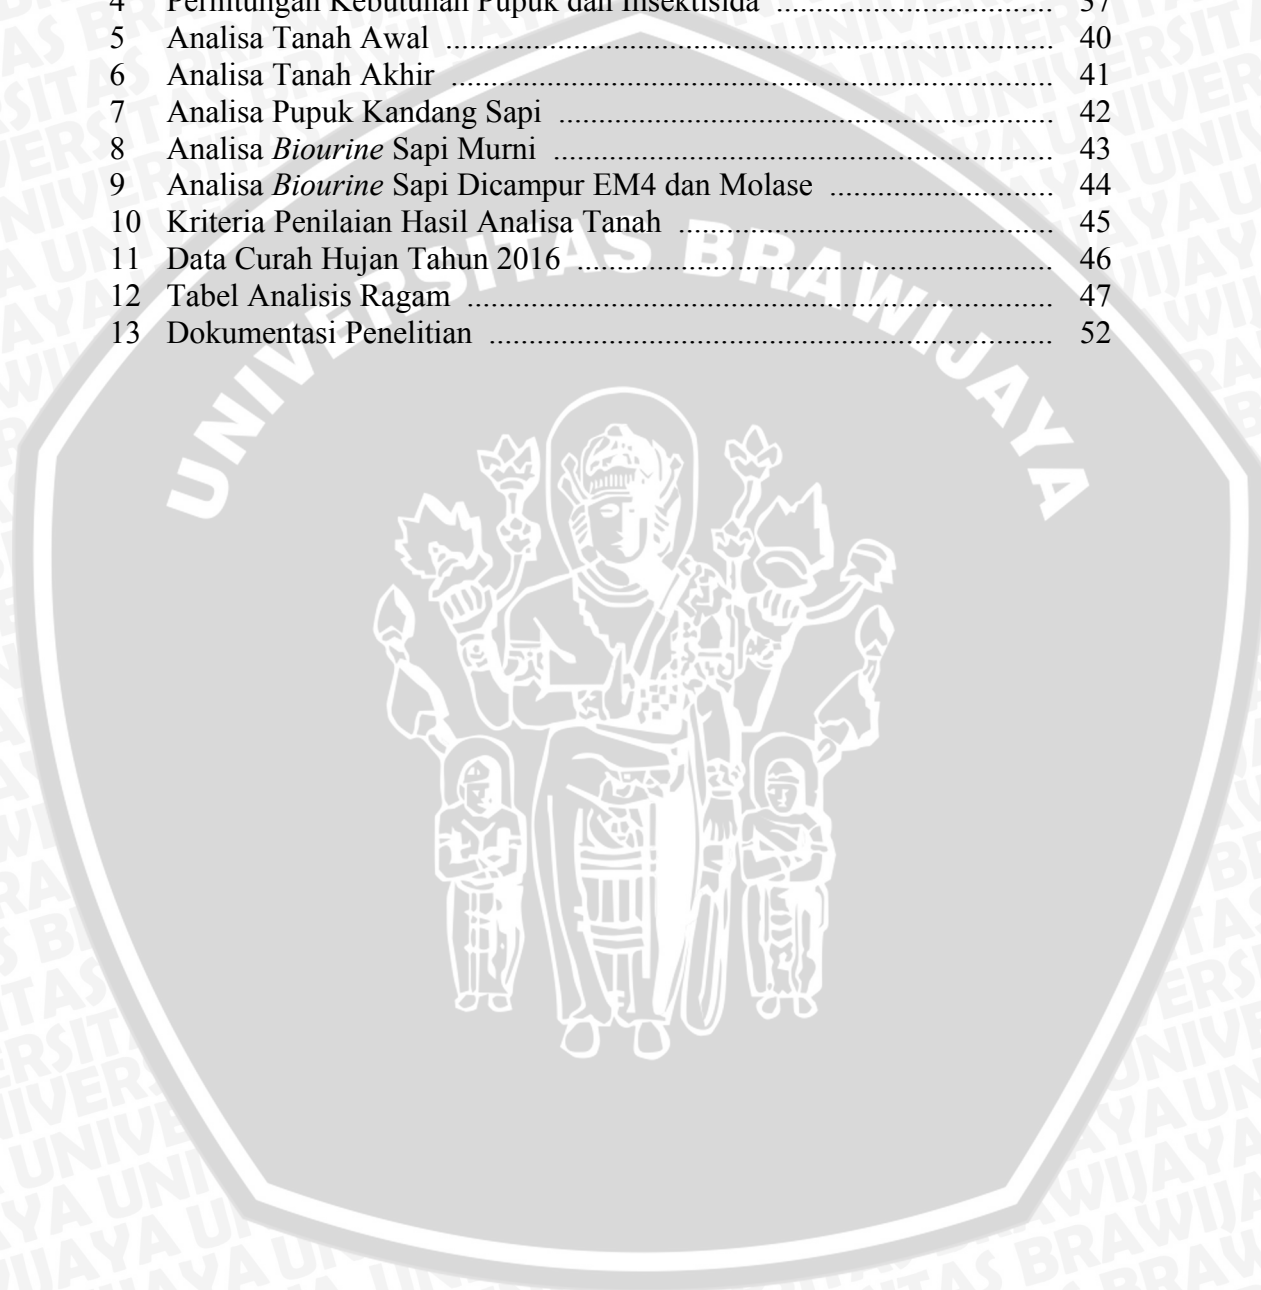 4 Perhitungan Kebutuhan Pupuk dan Insektisida ................................... 37
5 Analisa Tanah Awal ............................................................................. 40
6 Analisa Tanah Akhir ............................................................................ 41
7 Analisa Pupuk Kandang Sapi ............................................................... 42
8 Analisa Biourine Sapi Murni ............................................................... 43
9 Analisa Biourine Sapi Dicampur EM4 dan Molase ............................. 44
10 Kriteria Penilaian Hasil Analisa Tanah ................................................ 45
11 Data Curah Hujan Tahun 2016 ............................................................. 46
12 Tabel Analisis Ragam ........................................................................... 47
13 Dokumentasi Penelitian ........................................................................ 52
UNIVERSITAS BRAWIJAYA